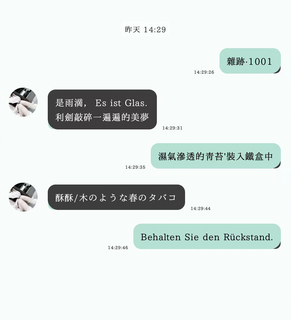 昨天 14:29
雜跡·1001
14:29:28
是雨滴， Es ist Glas.
利劍敲碎一遍遍的美夢
14:29:31
濕氣滲透的青苔'裝入鐵盒中
14:29:35
酥酥/木のような春のタバコ
14:29:44
Behalten Sie den Rückstand.
14:29:46